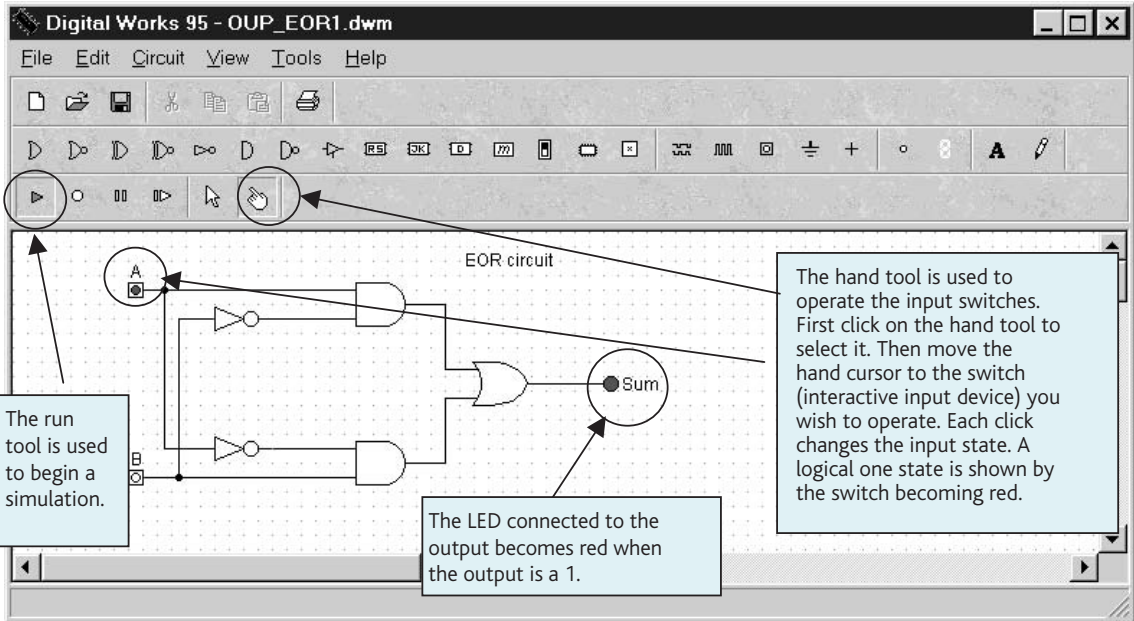 Digital Works 95 - OUP_EOR1.dwm
File Edit Circuit View Tools Help
RS JK D m A
EOR circuit
A
Sum
B
The run
tool is used
to begin a
simulation.
The LED connected to the
output becomes red when
the output is a 1.
The hand tool is used to
operate the input switches.
First click on the hand tool to
select it. Then move the
hand cursor to the switch
(interactive input device) you
wish to operate. Each click
changes the input state. A
logical one state is shown by
the switch becoming red.